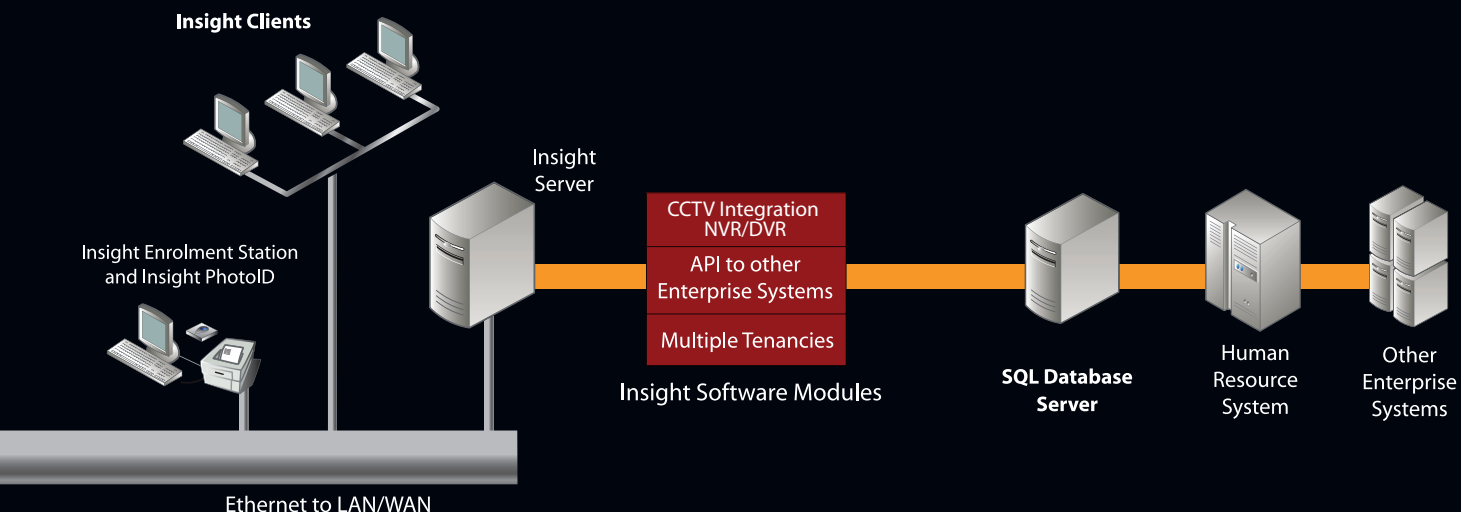 Insight Clients
Insight
Server
Insight Enrolment Station
and Insight PhotoID
CCTV Integration
NVR/DVR
API to other
Enterprise Systems
Multiple Tenancies
Insight Software Modules
SQL Database
Server
Human
Resource
System
Other
Enterprise
Systems
Ethernet to LAN/WAN